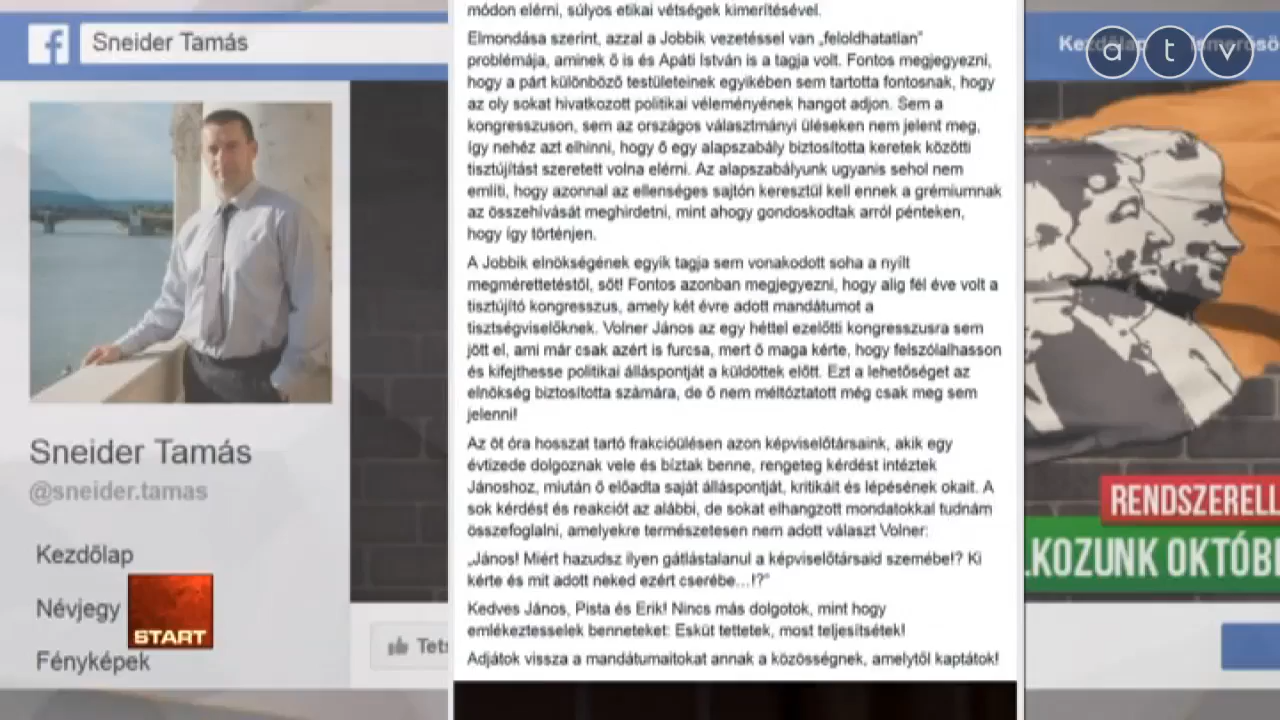 Sneider Tamás
Sneider Tamás
@sneider.tamas
Kezdőlap
Névjegy
START
Fényképek
módon elérni, súlyos etikai vétségek kimerítésével.
Elmondása szerint, azzal a Jobbik vezetéssel van „feloldhatatlan”
problémája, aminek ő is és Apáti István is a tagja volt. Fontos megjegyezni,
hogy a párt különböző testületeinek egyikében sem tartotta fontosnak, hogy
az oly sokat hivatkozott politikai véleményének hangot adjon. Sem a
kongresszuson, sem az országos választmányi üléseken nem jelent meg,
így nehéz azt elhinni, hogy ő egy alapszabály biztosította keretek közötti
tisztújítást szeretett volna elérni. Az alapszabályunk ugyanis sehol nem
említi, hogy azonnal az ellenséges sajtón keresztül kell ennek a grémiumnak
az összehívását meghirdetni, mint ahogy gondoskodtak arról pénteken,
hogy így történjen.
A Jobbik elnökségének egyik tagja sem vonakodott soha a nyílt
megmérettetéstől, sőt! Fontos azonban megjegyezni, hogy alig fél éve volt a
tisztújító kongresszus, amely két évre adott mandátumot a
tisztségviselőknek. Volner János az egy héttel ezelőtti kongresszusra sem
jött el, ami már csak azért is furcsa, mert ő maga kérte, hogy felszólalhasson
és kifejthesse politikai álláspontját a küldöttek előtt. Ezt a lehetőséget az
elnökség biztosította számára, de ő nem méltóztatott még csak meg sem
jelenni!
Az öt óra hosszat tartó frakcióülésen azon képviselőtársaink, akik egy
évtizede dolgoznak vele és bíztak benne, rengeteg kérdést intéztek
Jánoshoz, miután ő előadta saját álláspontját, kritikáit és lépésének okait. A
sok kérdést és reakciót az alábbi, de sokat elhangzott mondatokkal tudnám
összefoglalni, amelyekre természetesen nem adott választ Volner:
„János! Miért hazudsz ilyen gátlástalanul a képviselőtársaid szemébe!? Ki
kérte és mit adott neked ezért cserébe...!?”
Kedves János, Pista és Erik! Nincs más dolgotok, mint hogy
emlékeztesselek benneteket: Esküt tettetek, most teljesítsétek!
Adjátok vissza a mandátumaitokat annak a közösségnek, amelytől kaptátok!
Tets
Kezdőlap
atv
RENDSZERELL
LKOZUNK OKTÓB